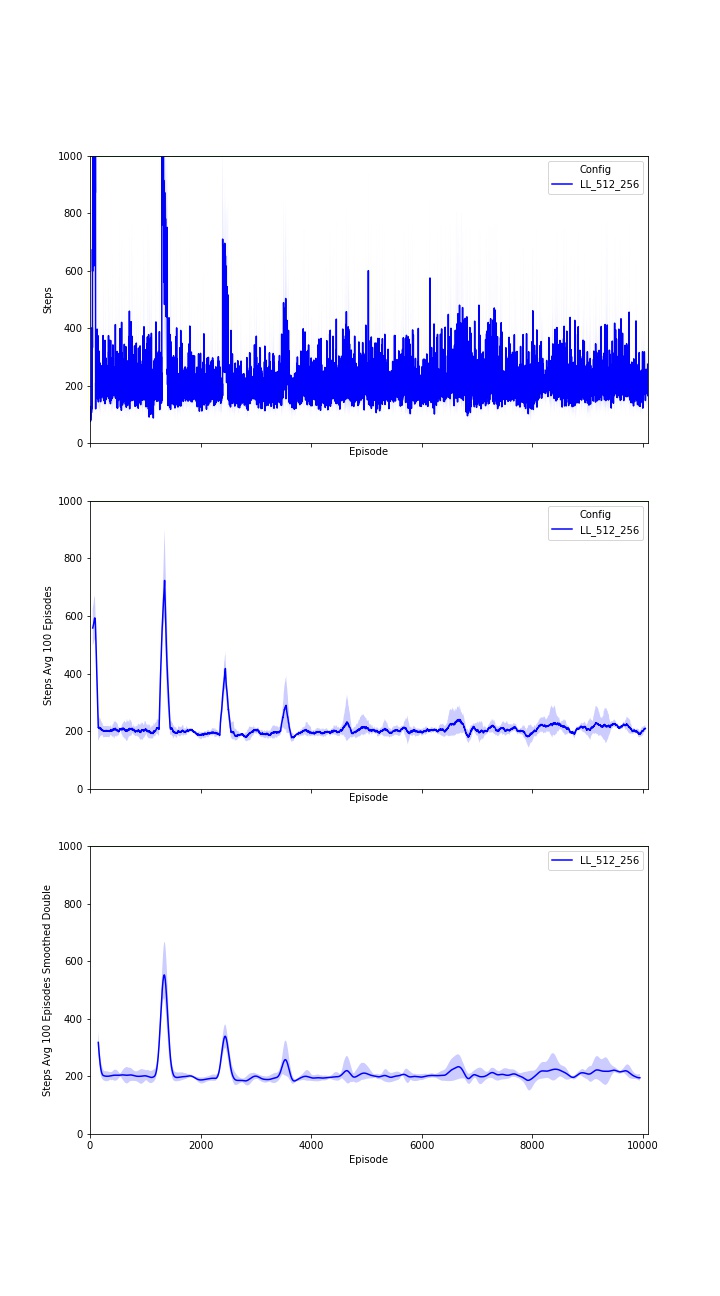 1000
800
600
400
200
0
Steps
Config
LL_512_256
Episode
1000
800
600
400
200
0
Steps Avg 100 Episodes
Config
LL_512_256
Episode
1000
800
600
400
200
0
Steps Avg 100 Episodes Smoothed Double
LL_512_256
0 2000 4000 6000 8000 10000
Episode